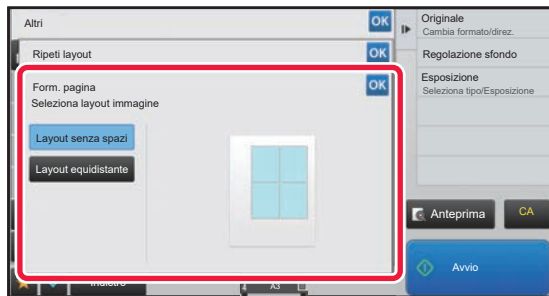 Altri
OK
Ripeti layout
OK
Form. pagina
OK
Seleziona layout immagine
Layout senza spazi
Layout equidistante
Indietro
A3
Originale
Cambia formato/direz.
Regolazione sfondo
Esposizione
Seleziona tipo/Esposizione
Anteprima
CA
Avvio